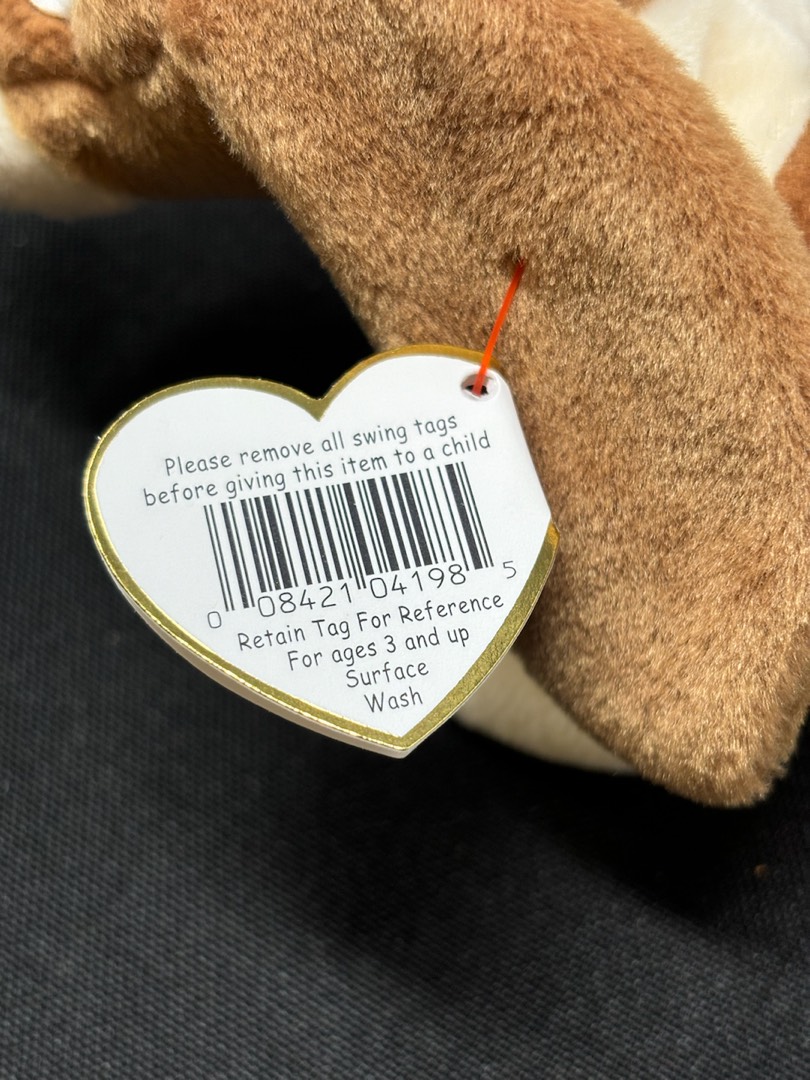 Please remove all swing tags
before giving this item to a child
0 08421 04198 5
Retain Tag For Reference
For ages 3 and up
Surface
Wash